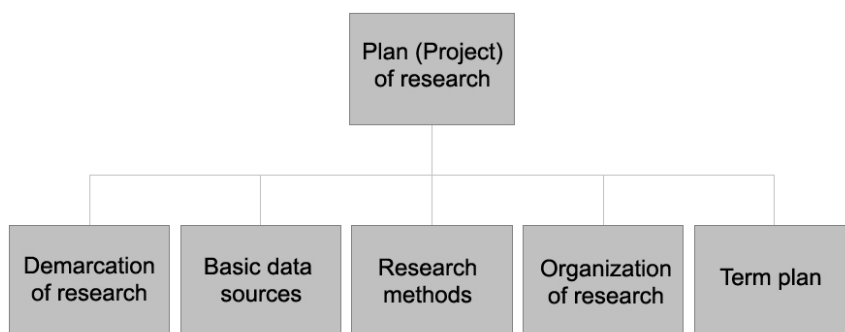 Plan (Project)
of research
Demarcation
of research
Basic data
sources
Research
methods
Organization
of research
Term plan